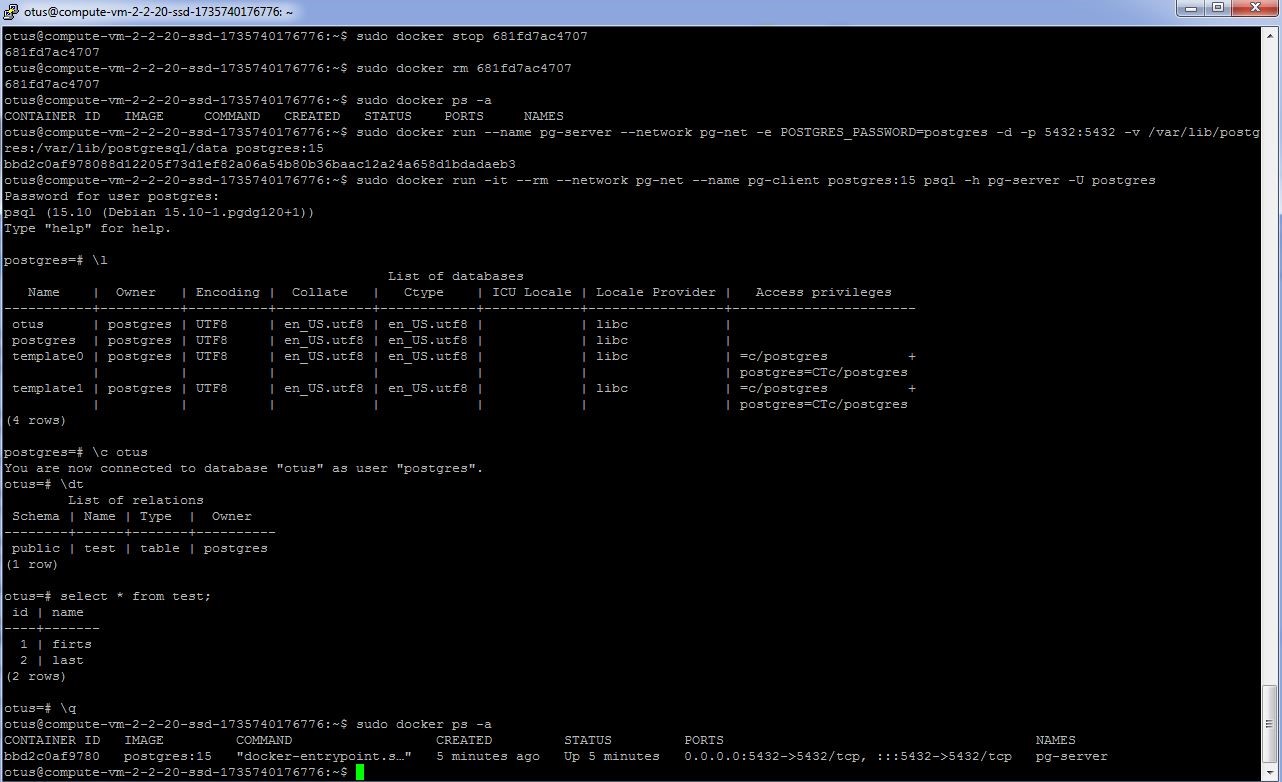 otus@compute-vm-2-2-20-ssd-1735740176776: ~
otus@compute-vm-2-2-20-ssd-1735740176776:~$ sudo docker stop 681fd7ac4707
681fd7ac4707
otus@compute-vm-2-2-20-ssd-1735740176776:~$ sudo docker rm 681fd7ac4707
681fd7ac4707
otus@compute-vm-2-2-20-ssd-1735740176776:~$ sudo docker ps -a
CONTAINER ID   IMAGE     COMMAND   CREATED   STATUS    PORTS     NAMES
otus@compute-vm-2-2-20-ssd-1735740176776:~$ sudo docker run --name pg-server --network pg-net -e POSTGRES_PASSWORD=postgres -d -p 5432:5432 -v /var/lib/postg
res:/var/lib/postgresql/data postgres:15
bbd2c0af978088d12205f73d1ef82a06a54b80b36baac12a24a658d1bdadaeb3
otus@compute-vm-2-2-20-ssd-1735740176776:~$ sudo docker run -it --rm --network pg-net --name pg-client postgres:15 psql -h pg-server -U postgres
Password for user postgres:
psql (15.10 (Debian 15.10-1.pgdg120+1))
Type "help" for help.
postgres=# \l
                                                List of databases
   Name    |  Owner   | Encoding |  Collate   |   Ctype    | ICU Locale | Locale Provider |   Access privileges
-----------+----------+----------+------------+------------+------------+-----------------+-----------------------
 otus      | postgres | UTF8     | en_US.utf8 | en_US.utf8 |            | libc            |
 postgres  | postgres | UTF8     | en_US.utf8 | en_US.utf8 |            | libc            |
 template0 | postgres | UTF8     | en_US.utf8 | en_US.utf8 |            | libc            | =c/postgres          +
           |          |          |            |            |            |                 | postgres=CTc/postgres
 template1 | postgres | UTF8     | en_US.utf8 | en_US.utf8 |            | libc            | =c/postgres          +
           |          |          |            |            |            |                 | postgres=CTc/postgres
(4 rows)
postgres=# \c otus
You are now connected to database "otus" as user "postgres".
otus=# \dt
        List of relations
 Schema | Name | Type  |  Owner
--------+------+-------+----------
 public | test | table | postgres
(1 row)
otus=# select * from test;
 id | name
----+-------
  1 | firts
  2 | last
(2 rows)
otus=# \q
otus@compute-vm-2-2-20-ssd-1735740176776:~$ sudo docker ps -a
CONTAINER ID   IMAGE         COMMAND                  CREATED         STATUS         PORTS                                       NAMES
bbd2c0af9780   postgres:15   "docker-entrypoint.s…"   5 minutes ago   Up 5 minutes   0.0.0.0:5432->5432/tcp, :::5432->5432/tcp   pg-server
otus@compute-vm-2-2-20-ssd-1735740176776:~$